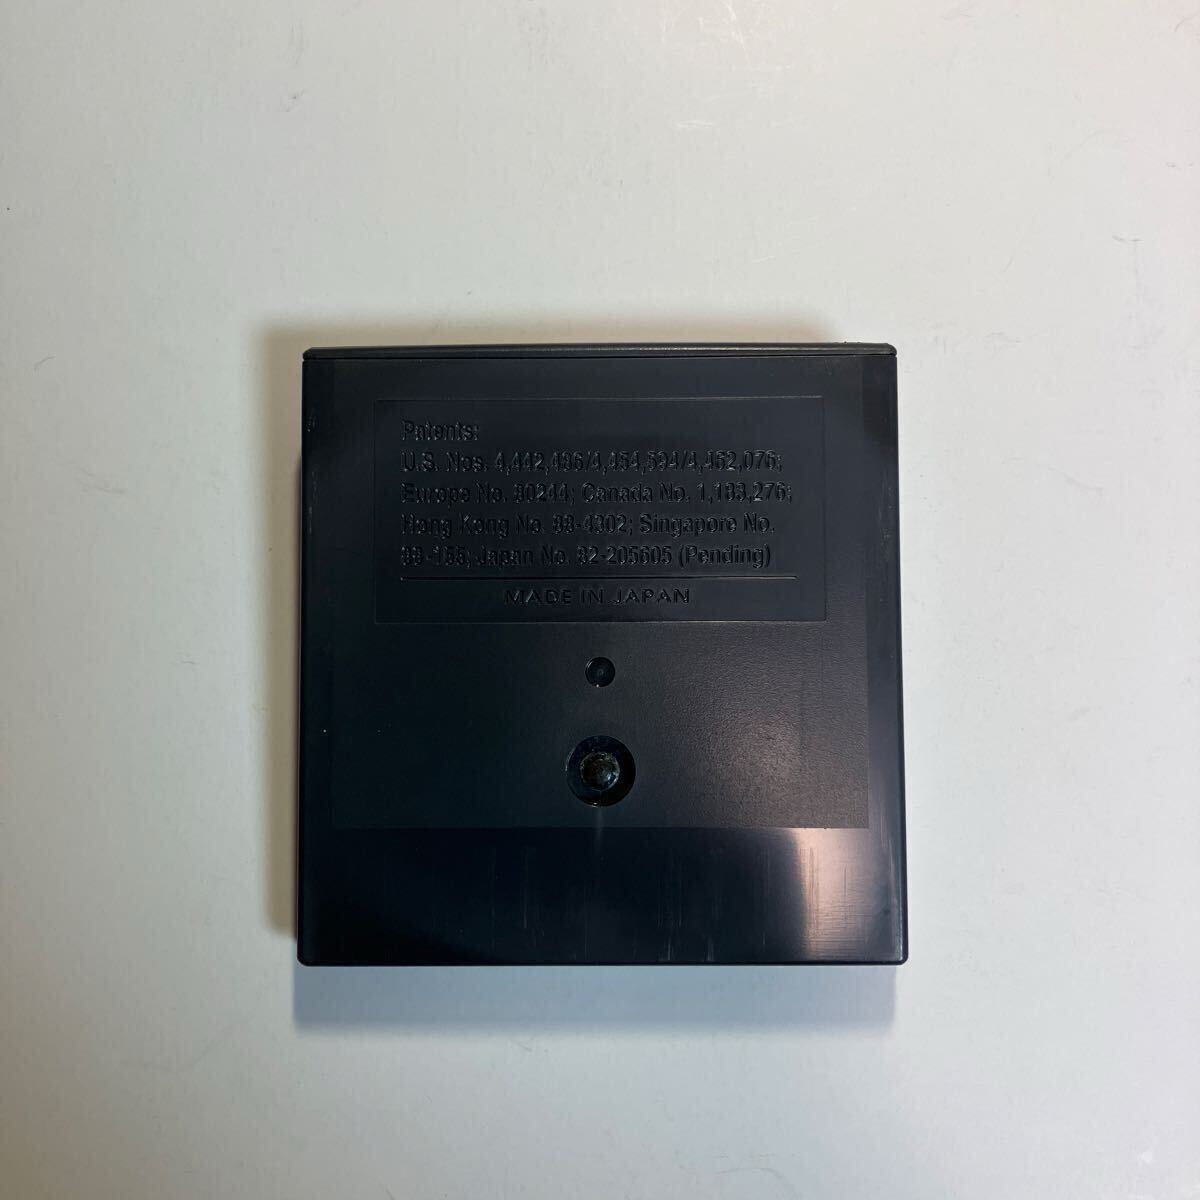 Patents:
U.S. Nos. 4,442,486/4,454,594/4,462,076;
Europe No. 80244; Canada No. 1,183,276;
Hong Kong No. 88-4302; Singapore No.
88-155; Japan No. 82-205605 (Pending)
MADE IN JAPAN